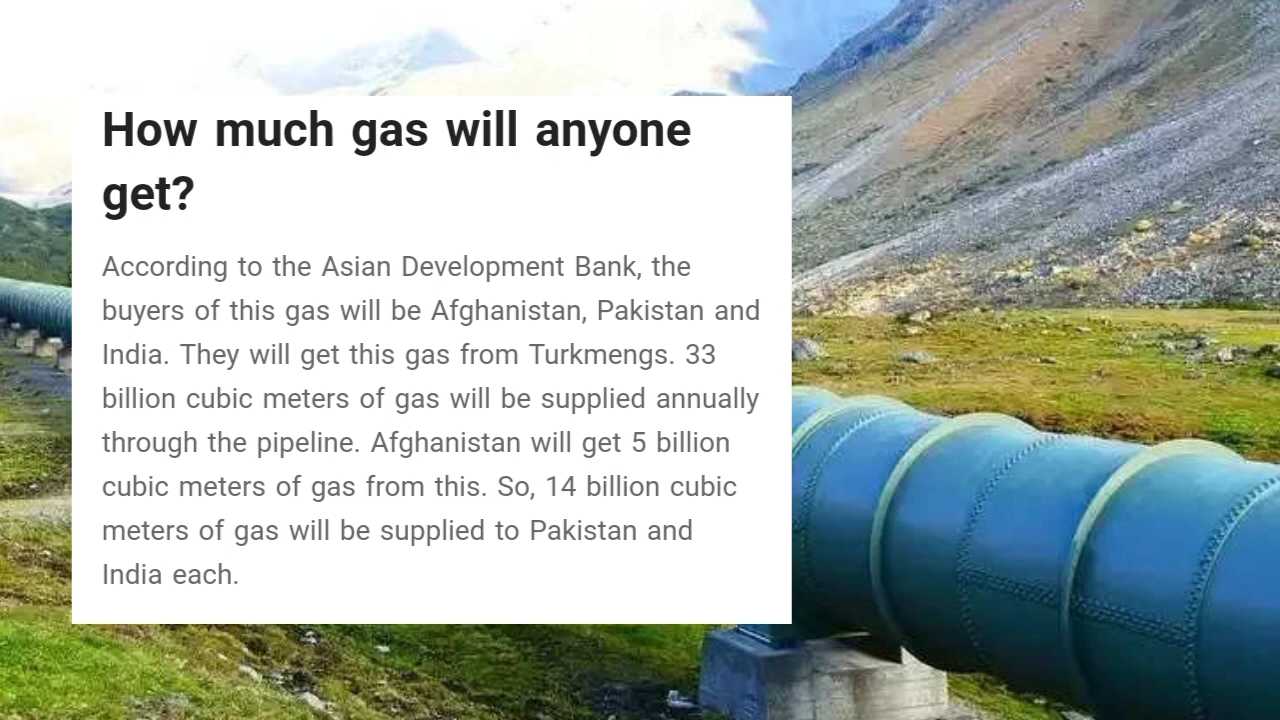 How much gas will anyone
get?
According to the Asian Development Bank, the
buyers of this gas will be Afghanistan, Pakistan and
India. They will get this gas from Turkmengs. 33
billion cubic meters of gas will be supplied annually
through the pipeline. Afghanistan will get 5 billion
cubic meters of gas from this. So, 14 billion cubic
meters of gas will be supplied to Pakistan and
India each.